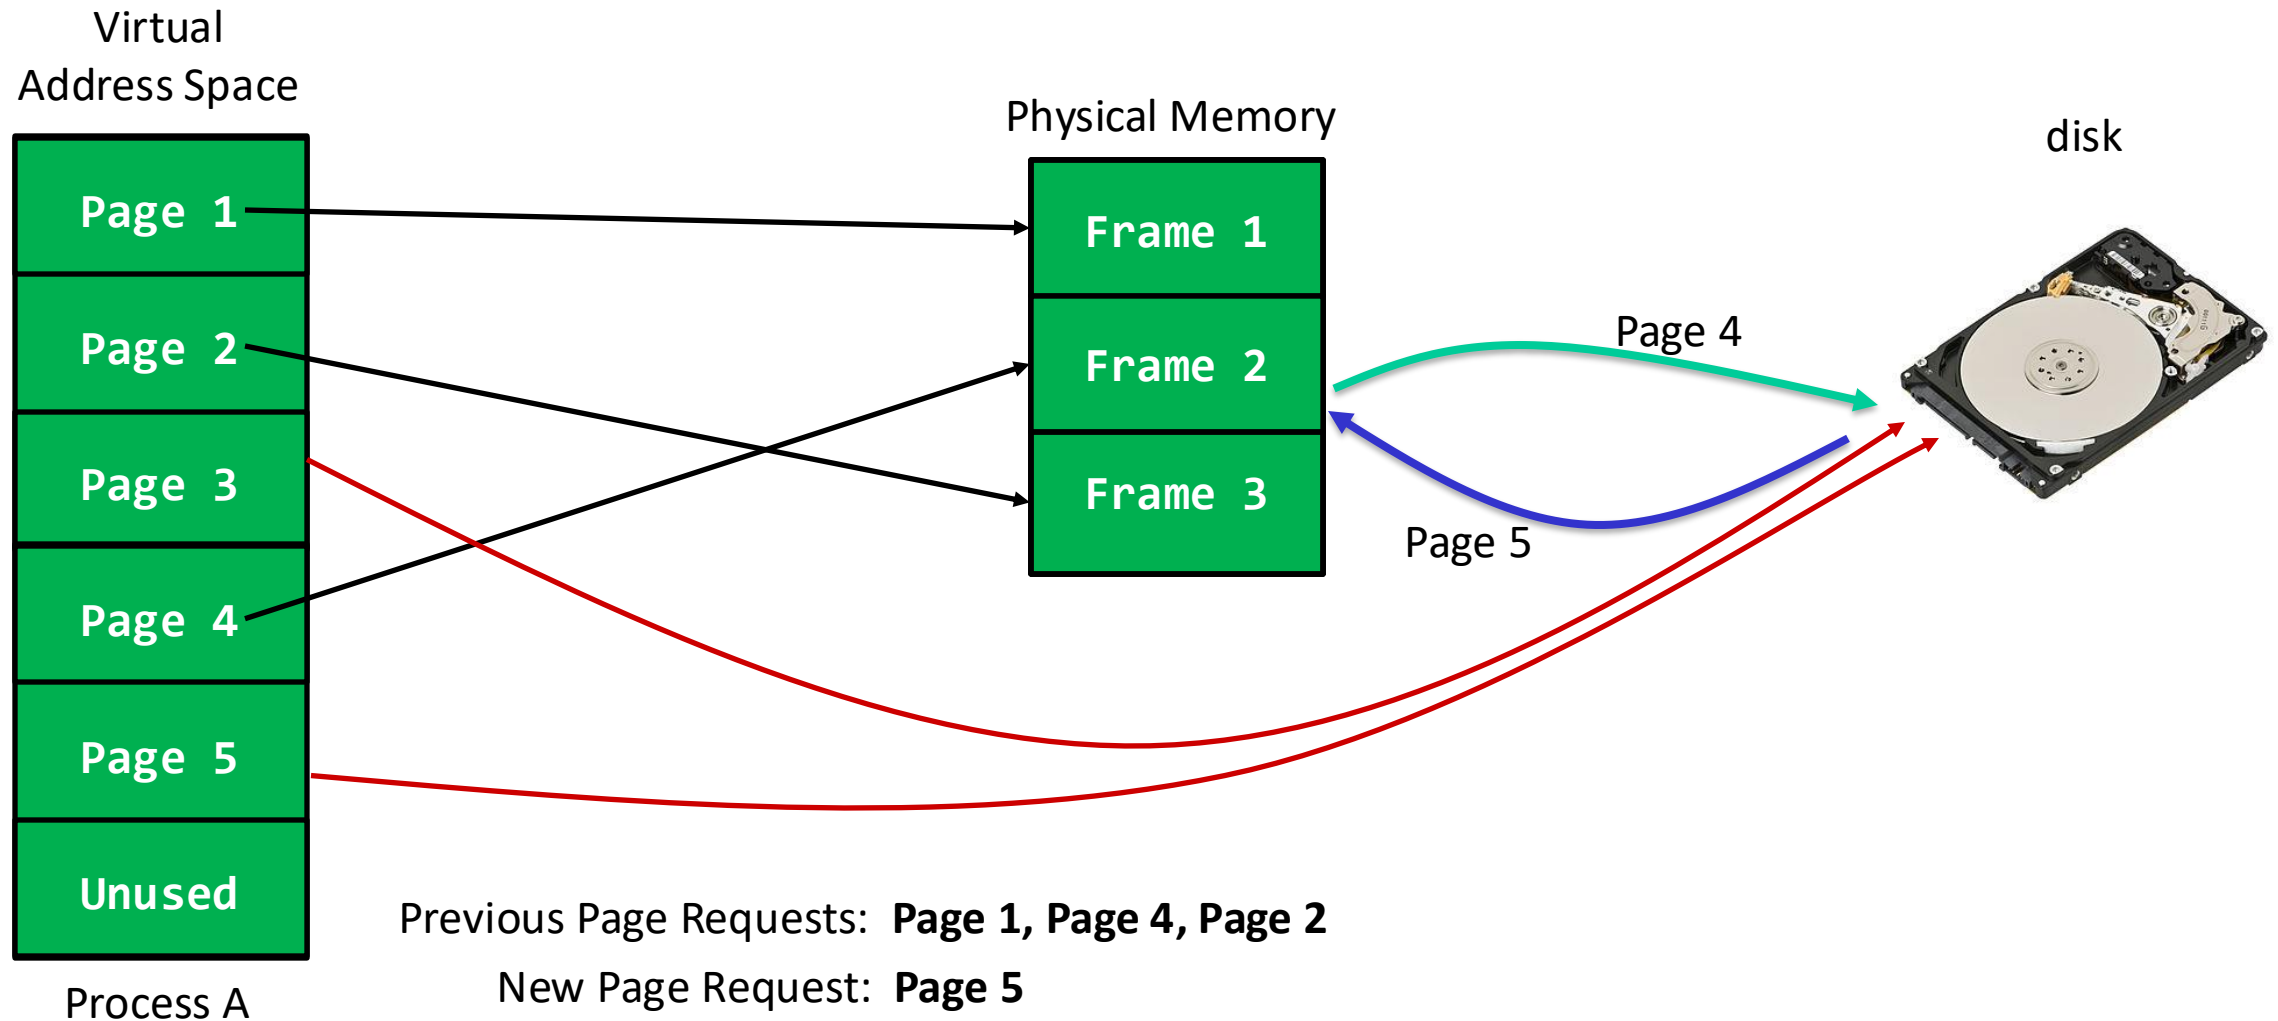 Virtual
Address Space
Page 1
Page 2
Page 3
Page 4
Page 5
Unused
Process A
Physical Memory
Frame 1
Frame 2
Frame 3
Page 4
Page 5
disk
Previous Page Requests: Page 1, Page 4, Page 2
New Page Request: Page 5